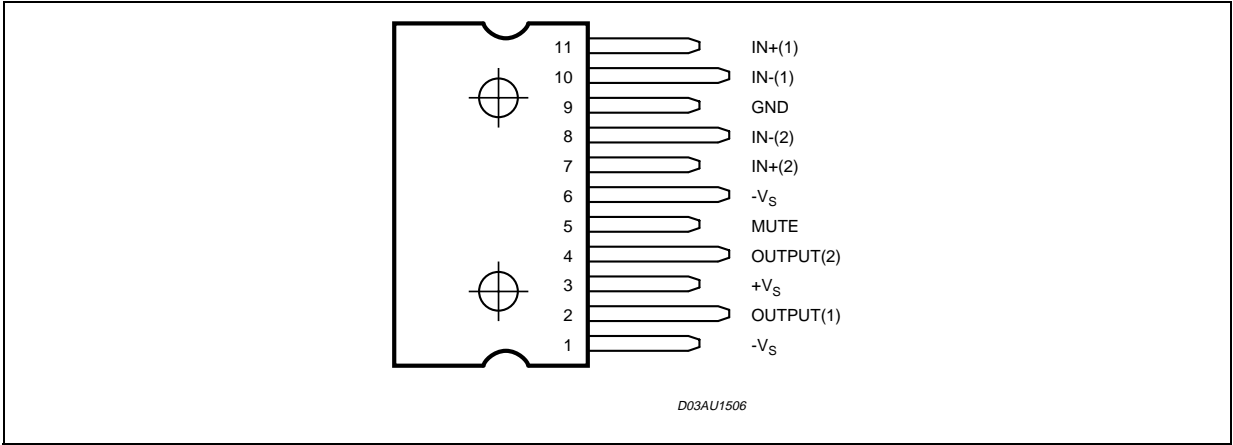 11 IN+(1)
10 IN-(1)
9 GND
8 IN-(2)
7 IN+(2)
6 -VS
5 MUTE
4 OUTPUT(2)
3 +VS
2 OUTPUT(1)
1 -VS
D03AU1506